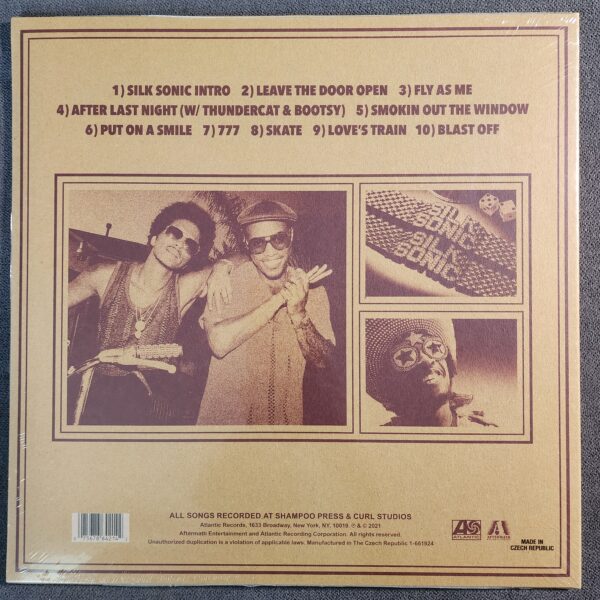 1) SILK SONIC INTRO 2) LEAVE THE DOOR OPEN 3) FLY AS ME
4) AFTER LAST NIGHT (W/ THUNDERCAT & BOOTSY) 5) SMOKIN OUT THE WINDOW
6) PUT ON A SMILE 7) 777 8) SKATE 9) LOVE'S TRAIN 10) BLAST OFF
SILK
SONIC
SILK
SONIC
ALL SONGS RECORDED AT SHAMPOO PRESS & CURL STUDIOS
Atlantic Records, 1633 Broadway, New York, NY, 10019. ℗ & © 2021
Aftermath Entertainment and Atlantic Recording Corporation. All rights reserved.
Unauthorized duplication is a violation of applicable laws. Manufactured in The Czech Republic 1-661924
ATLANTIC
AFTERMATH
MADE IN
CZECH REPUBLIC